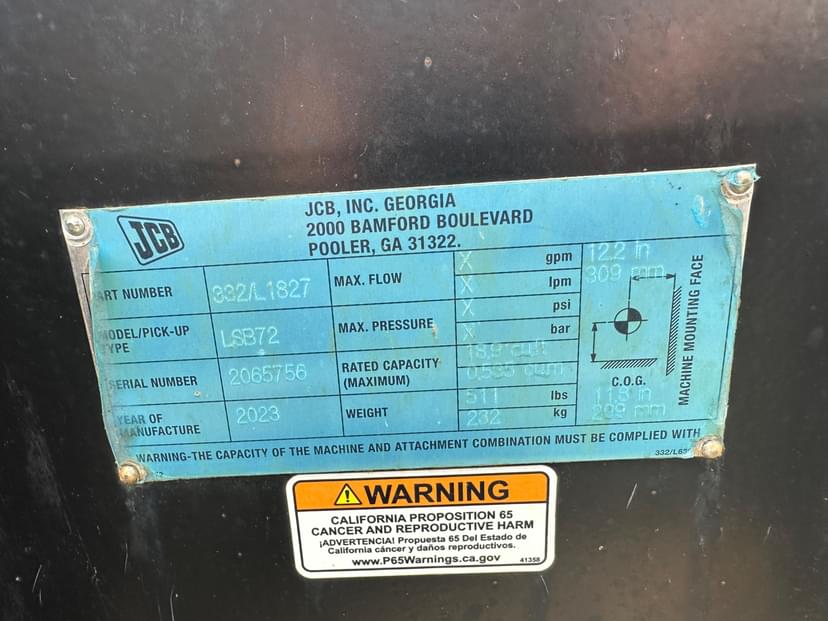 JCB
JCB, INC. GEORGIA
2000 BAMFORD BOULEVARD
POOLER, GA 31322.
PART NUMBER 332/L1827
MODEL/PICK-UP TYPE LSB72
SERIAL NUMBER 2065756
YEAR OF MANUFACTURE 2023
MAX. FLOW X gpm
X lpm
MAX. PRESSURE X psi
X bar
RATED CAPACITY (MAXIMUM) 18.9 cuft
0.535 cum
WEIGHT 511 lbs
232 kg
12.2 in
309 mm
C.O.G.
11.8 in
299 mm
MACHINE MOUNTING FACE
WARNING-THE CAPACITY OF THE MACHINE AND ATTACHMENT COMBINATION MUST BE COMPLIED WITH
WARNING
CALIFORNIA PROPOSITION 65
CANCER AND REPRODUCTIVE HARM
¡ADVERTENCIA! Propuesta 65 Del Estado de
California cáncer y daños reproductivos.
www.P65Warnings.ca.gov 41358